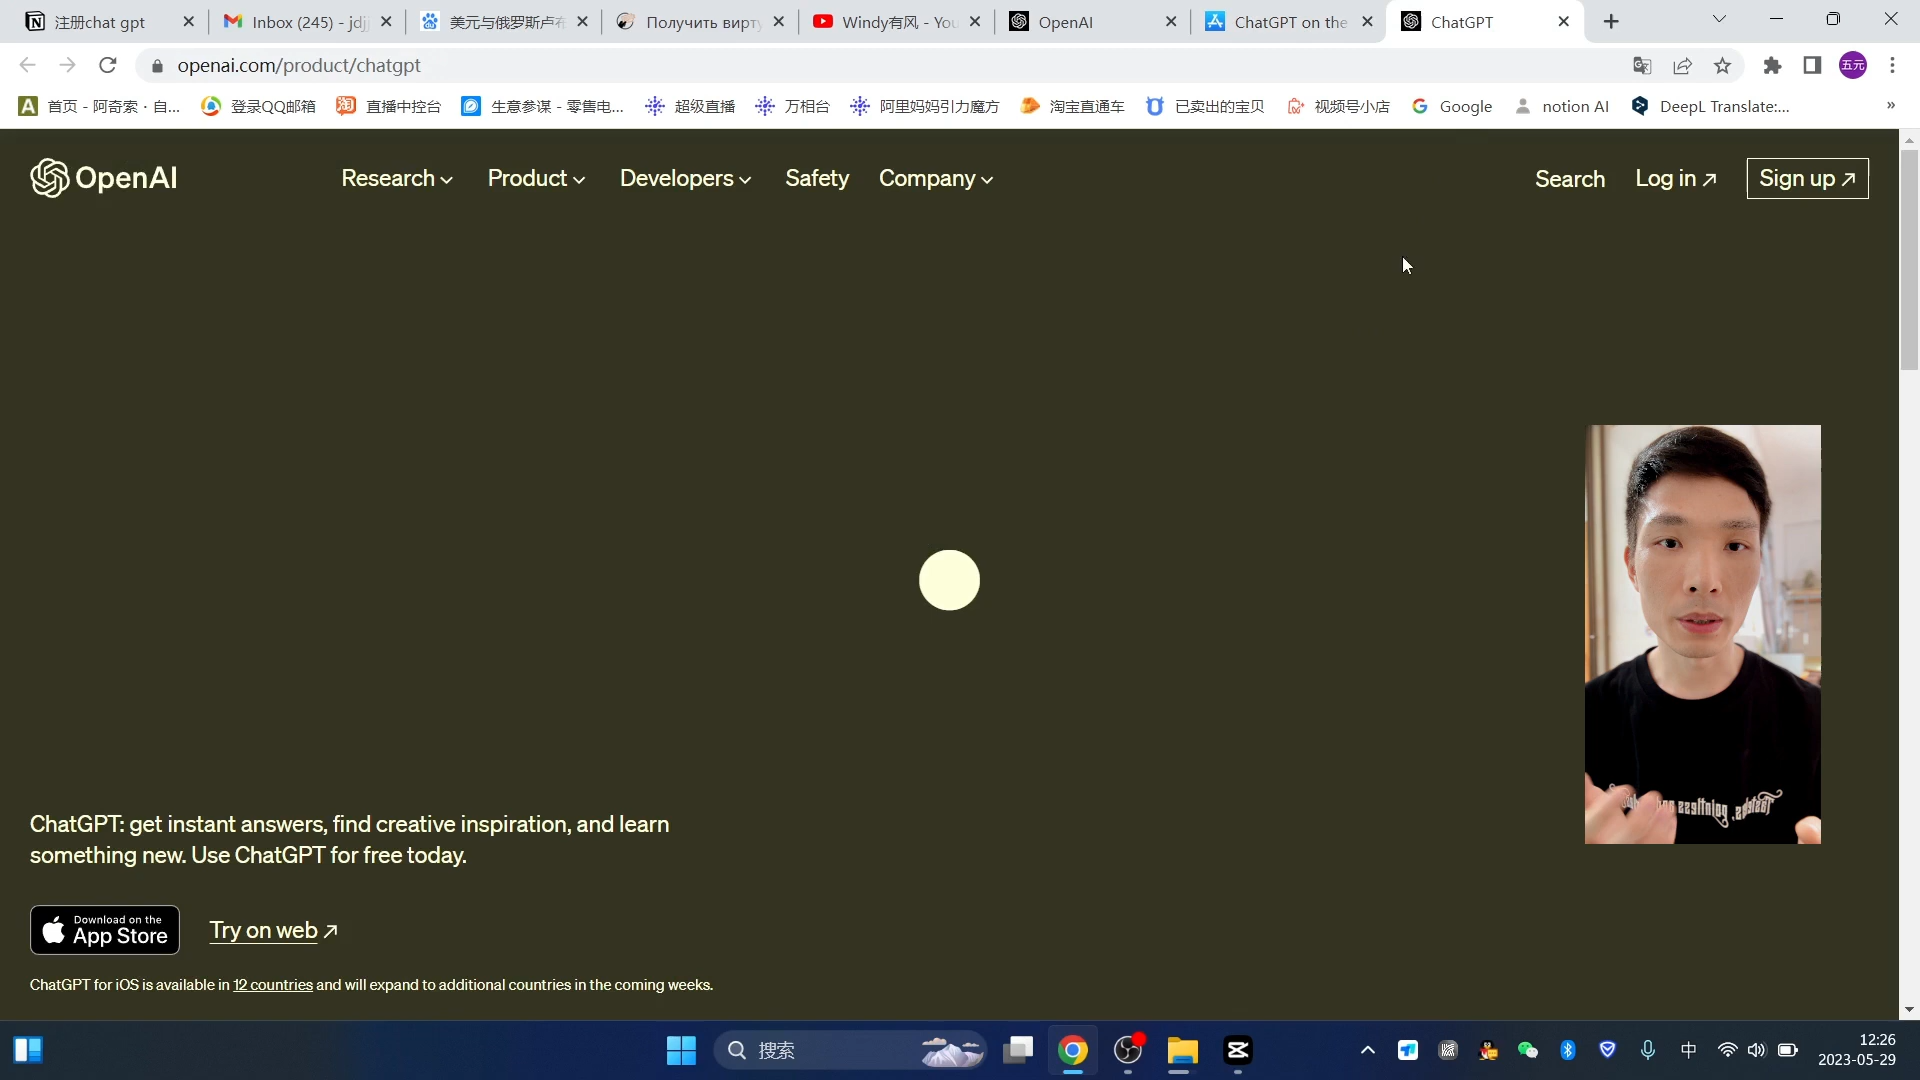 注册chat gpt
Inbox (245) - jdj
美元与俄罗斯卢布
Получить вирту
Windy有风 - You
OpenAI
ChatGPT on the
ChatGPT
openai.com/product/chatgpt
五元
首页 - 阿奇索 · 自...
登录QQ邮箱
淘
直播中控台
生意参谋 - 零售电...
超级直播
万相台
阿里妈妈引力魔方
淘宝直通车
已卖出的宝贝
视频号小店
Google
notion AI
DeepL Translate:...
»
OpenAI
Research
Product
Developers
Safety
Company
Search
Log in ↗
Sign up ↗
ChatGPT: get instant answers, find creative inspiration, and learn
something new. Use ChatGPT for free today.
Download on the
App Store
Try on web ↗
ChatGPT for iOS is available in 12 countries and will expand to additional countries in the coming weeks.
搜索
中
12:26
2023-05-29